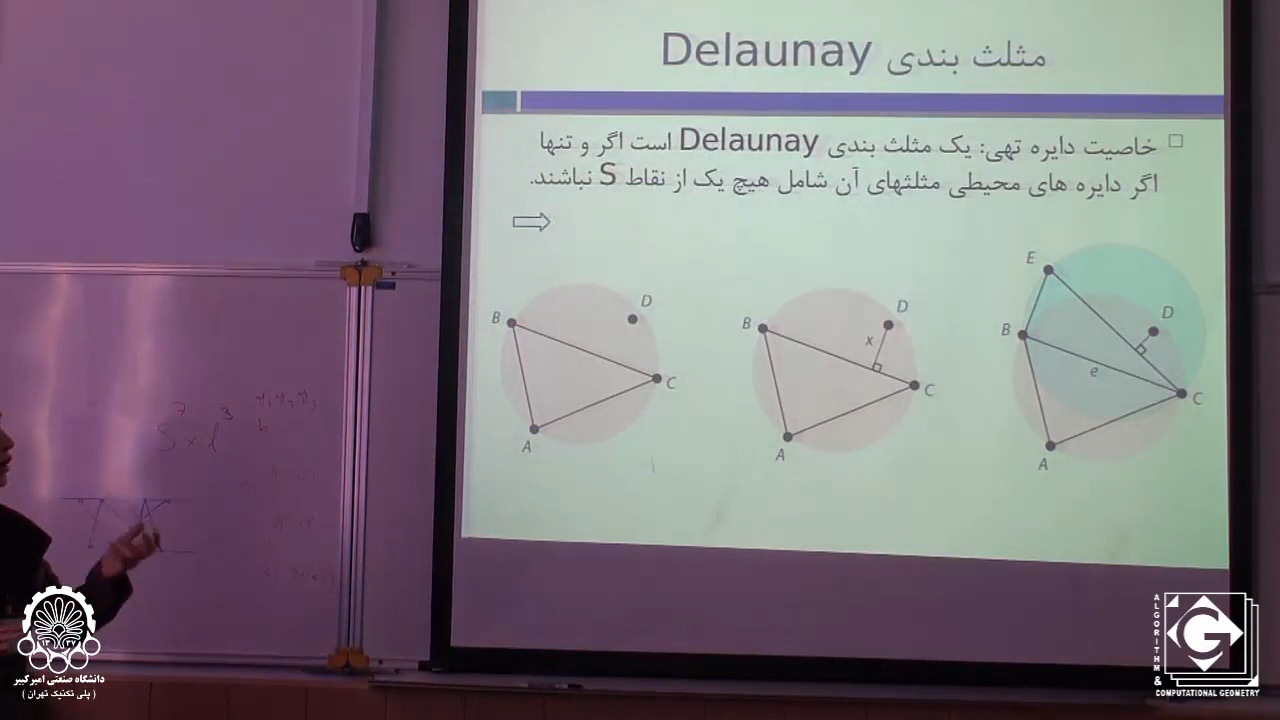 مثلث بندی Delaunay
خاصیت دایره تهی: یک مثلث بندی Delaunay است اگر و تنها
اگر دایره های محیطی مثلثهای آن شامل هیچ یک از نقاط S نباشند.
B
D
C
A
B
D
x
C
A
E
D
B
e
C
A
دانشگاه صنعتی امیرکبیر
( پلی تکنیک تهران )
ALGORITHM &
G
COMPUTATIONAL GEOMETRY